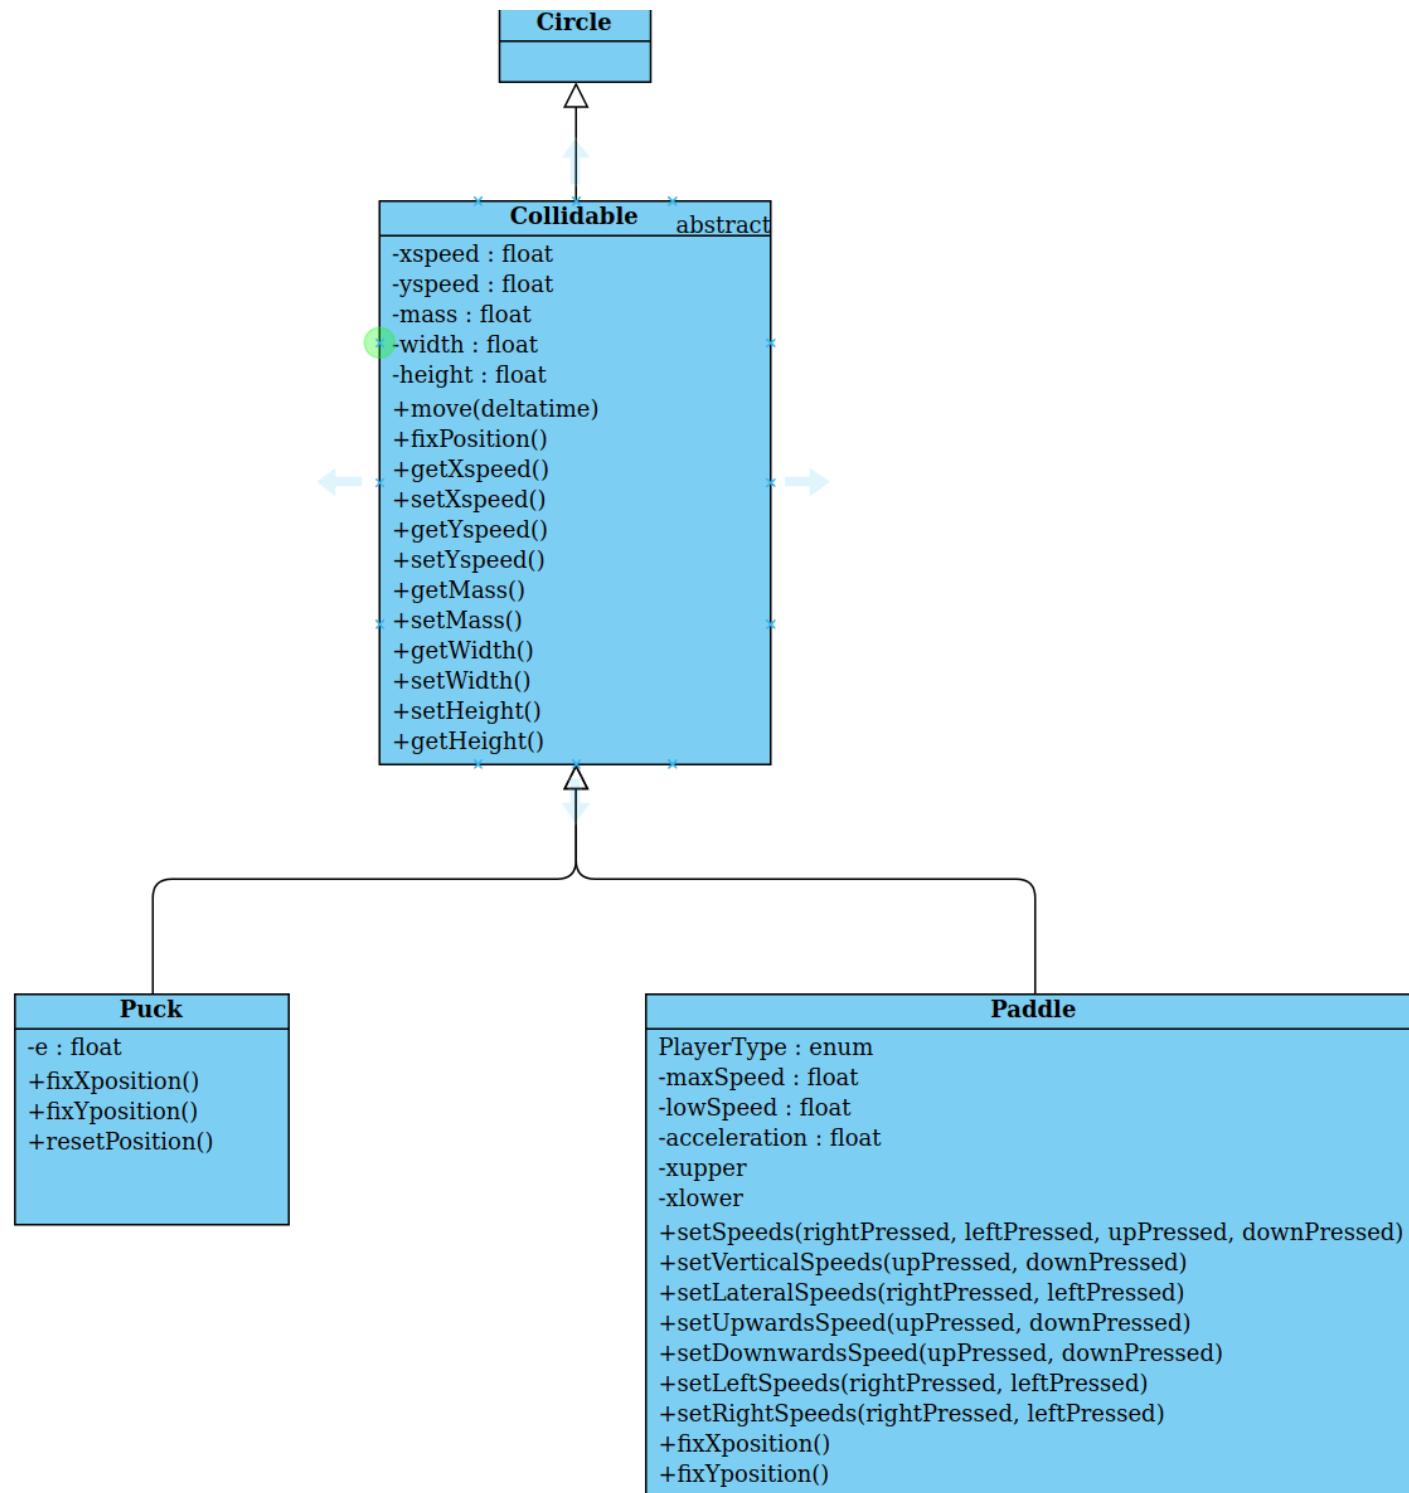 Circle
Collidable
abstract
-xspeed : float
-yspeed : float
-mass : float
-width : float
-height : float
+move(deltatime)
+fixPosition()
+getXspeed()
+setXspeed()
+getYspeed()
+setYspeed()
+getMass()
+setMass()
+getWidth()
+setWidth()
+setHeight()
+getHeight()
Puck
-e : float
+fixXposition()
+fixYposition()
+resetPosition()
Paddle
PlayerType : enum
-maxSpeed : float
-lowSpeed : float
-acceleration : float
-xupper
-xlower
+setSpeeds(rightPressed, leftPressed, upPressed, downPressed)
+setVerticalSpeeds(upPressed, downPressed)
+setLateralSpeeds(rightPressed, leftPressed)
+setUpwardsSpeed(upPressed, downPressed)
+setDownwardsSpeed(upPressed, downPressed)
+setLeftSpeeds(rightPressed, leftPressed)
+setRightSpeeds(rightPressed, leftPressed)
+fixXposition()
+fixYposition()